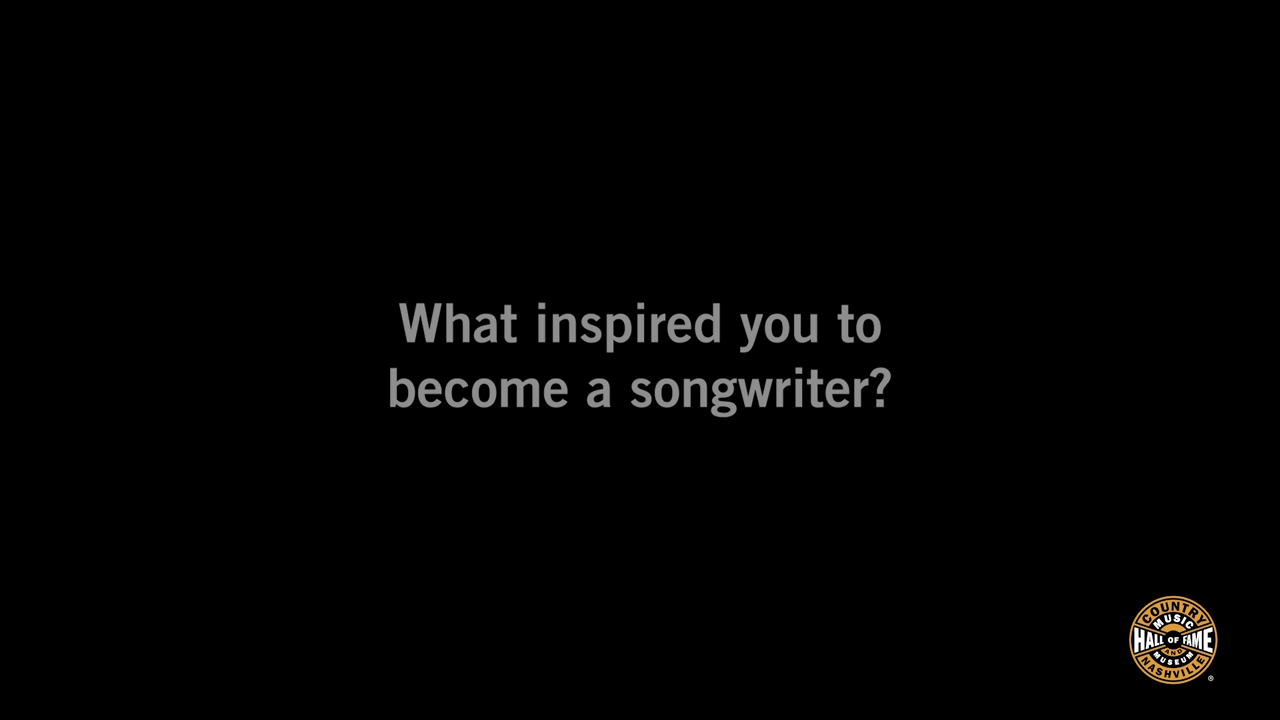 What inspired you to
become a songwriter?
COUNTRY
MUSIC
HALL OF FAME
AND
MUSEUM
NASHVILLE
®